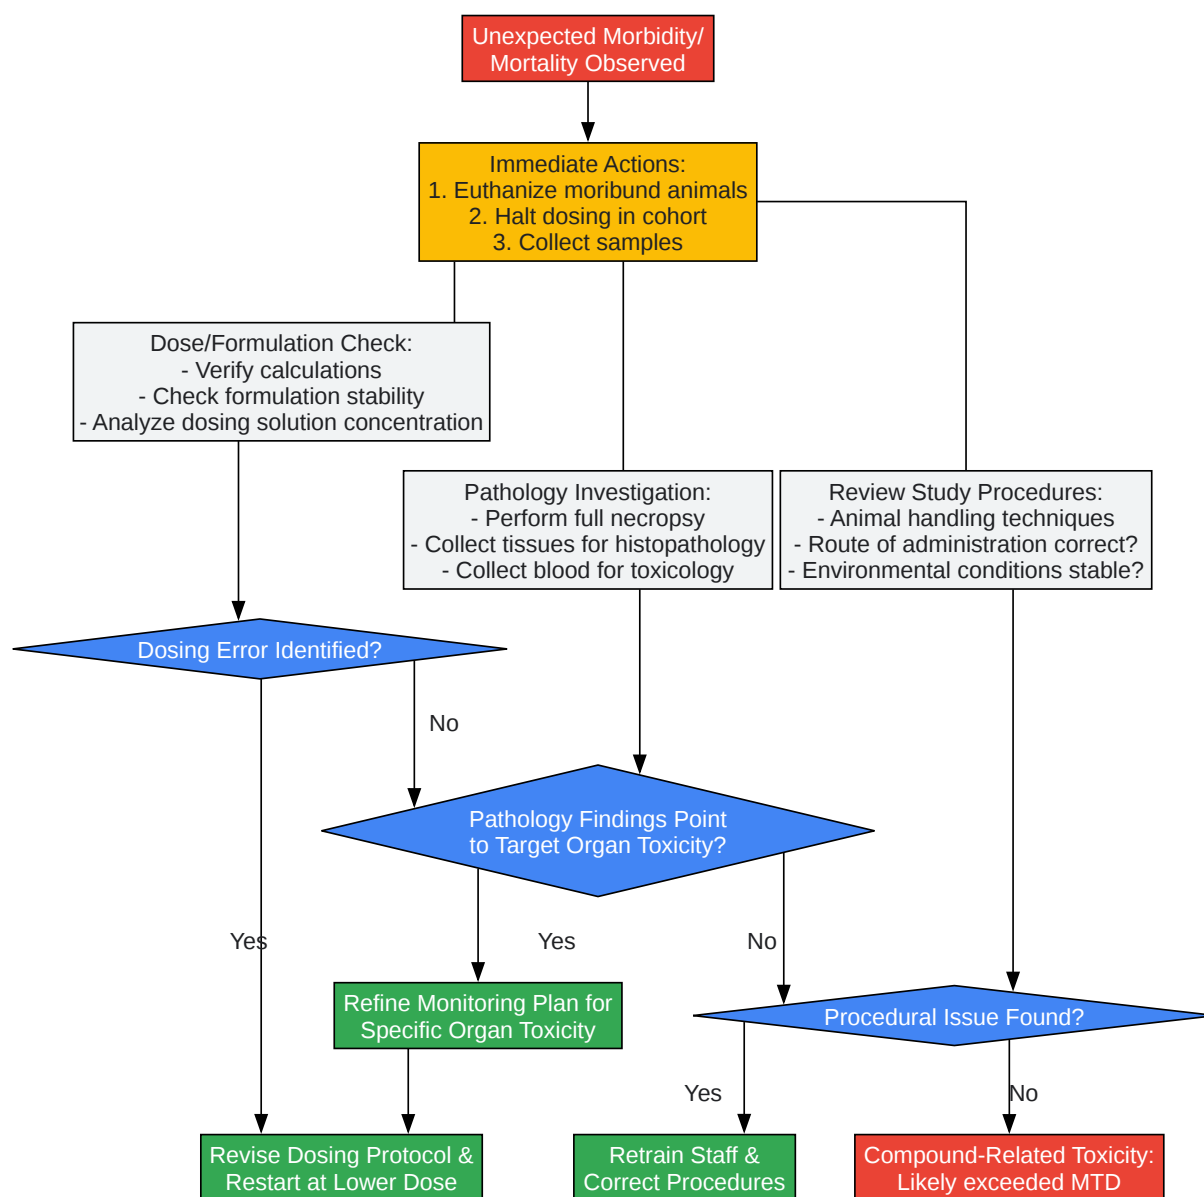 Unexpected Morbidity/
Mortality Observed
Immediate Actions:
1. Euthanize moribund animals
2. Halt dosing in cohort
3. Collect samples
Dose/Formulation Check:
- Verify calculations
- Check formulation stability
- Analyze dosing solution concentration
Pathology Investigation:
- Perform full necropsy
- Collect tissues for histopathology
- Collect blood for toxicology
Review Study Procedures:
- Animal handling techniques
- Route of administration correct?
- Environmental conditions stable?
Dosing Error Identified?
No
Pathology Findings Point
to Target Organ Toxicity?
Yes
Yes
No
Refine Monitoring Plan for
Specific Organ Toxicity
Procedural Issue Found?
Yes
No
Revise Dosing Protocol &
Restart at Lower Dose
Retrain Staff &
Correct Procedures
Compound-Related Toxicity:
Likely exceeded MTD